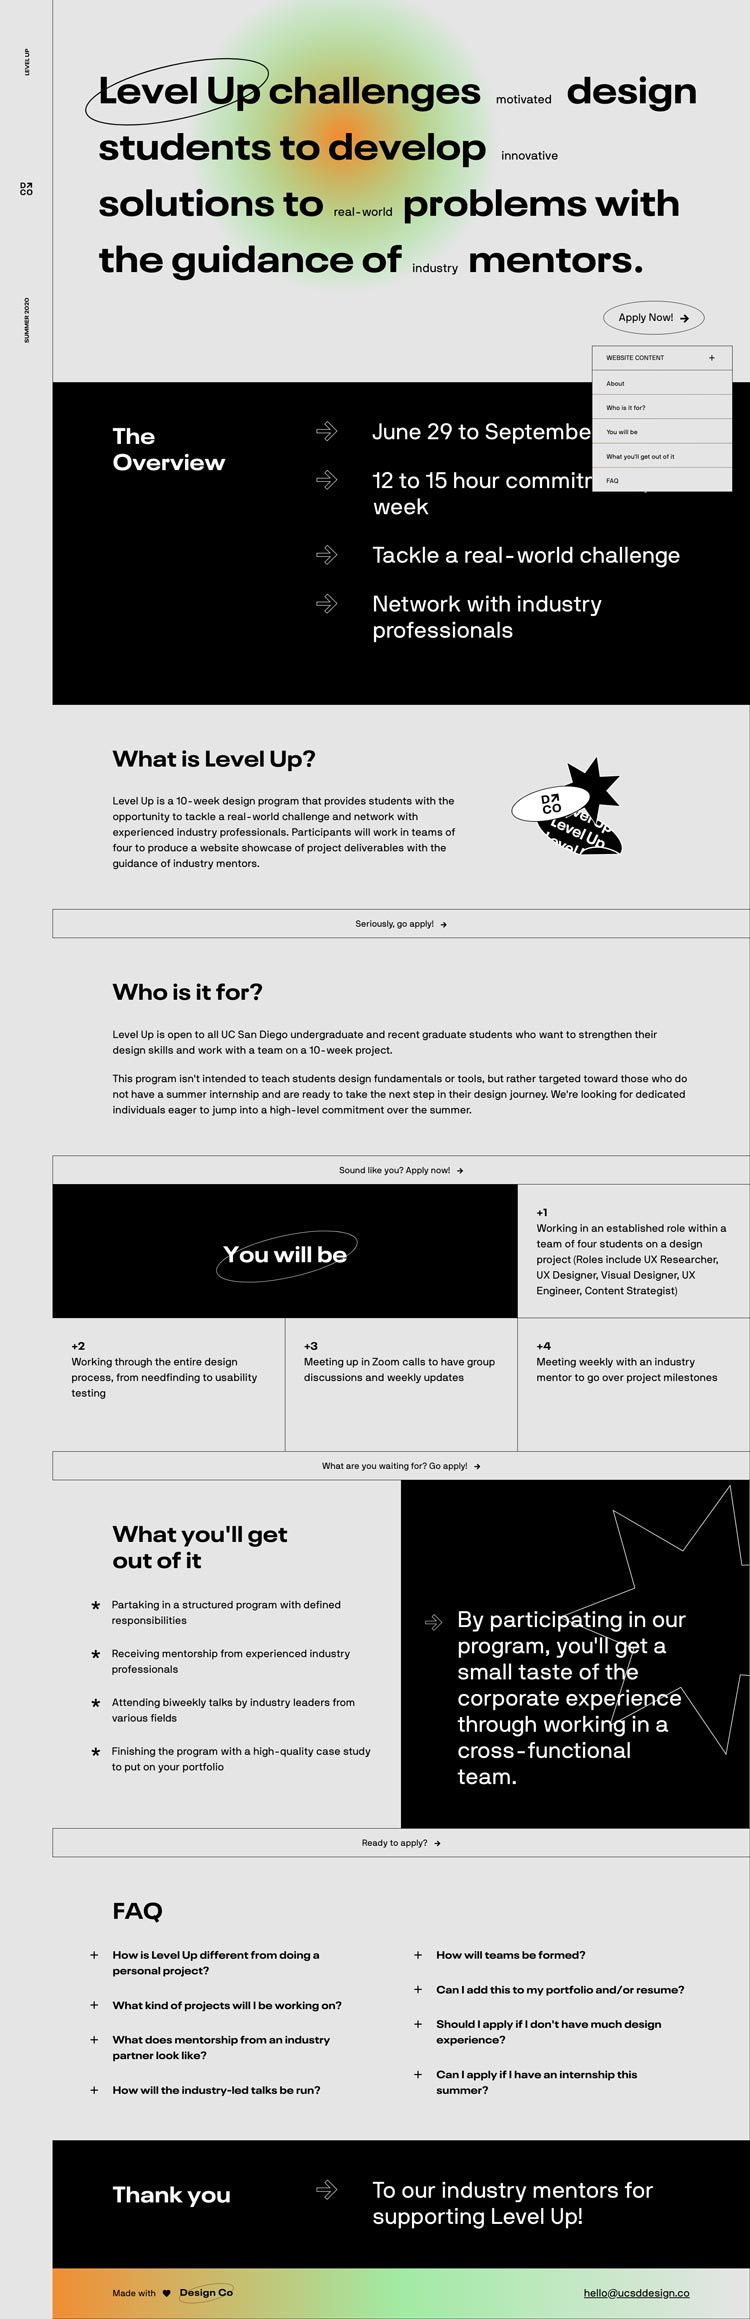 LEVEL UP
D↗
CO
SUMMER 2020
Level Up challenges motivated design
students to develop innovative
solutions to real-world problems with
the guidance of industry mentors.
Apply Now! →
WEBSITE CONTENT +
About
Who is it for?
You will be
What you'll get out of it
FAQ
The
Overview
June 29 to
12 to 15 hour
week
Tackle a real-world challenge
Network with industry
professionals
What is Level Up?
Level Up is a 10-week design program that provides students with the
opportunity to tackle a real-world challenge and network with
experienced industry professionals. Participants will work in teams of
four to produce a website showcase of project deliverables with the
guidance of industry mentors.
D↗
CO
Level Up
Seriously, go apply! →
Who is it for?
Level Up is open to all UC San Diego undergraduate and recent graduate students who want to strengthen their
design skills and work with a team on a 10-week project.
This program isn't intended to teach students design fundamentals or tools, but rather targeted toward those who do
not have a summer internship and are ready to take the next step in their design journey. We're looking for dedicated
individuals eager to jump into a high-level commitment over the summer.
Sound like you? Apply now! →
You will be
+1
Working in an established role within a
team of four students on a design
project (Roles include UX Researcher,
UX Designer, Visual Designer, UX
Engineer, Content Strategist)
+2
Working through the entire design
process, from needfinding to usability
testing
+3
Meeting up in Zoom calls to have group
discussions and weekly updates
+4
Meeting weekly with an industry
mentor to go over project milestones
What are you waiting for? Go apply! →
What you'll get
out of it
* Partaking in a structured program with defined
responsibilities
* Receiving mentorship from experienced industry
professionals
* Attending biweekly talks by industry leaders from
various fields
* Finishing the program with a high-quality case study
to put on your portfolio
By participating in our
program, you'll get a
small taste of the
corporate experience
through working in a
cross-functional
team.
Ready to apply? →
FAQ
+ How is Level Up different from doing a
personal project?
+ What kind of projects will I be working on?
+ What does mentorship from an industry
partner look like?
+ How will the industry-led talks be run?
+ How will teams be formed?
+ Can I add this to my portfolio and/or resume?
+ Should I apply if I don't have much design
experience?
+ Can I apply if I have an internship this
summer?
Thank you
To our industry mentors for
supporting Level Up!
Made with ♥ Design Co
hello@ucsddesign.co